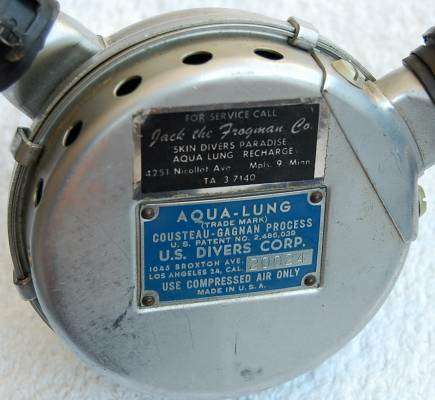 FOR SERVICE CALL
Jack the Frogman Co.
SKIN DIVERS PARADISE
AQUA LUNG RECHARGE
4251 Nicollet Ave. Mpls. 9 Minn.
TA 3 7140
AQUA-LUNG
(TRADE MARK)
COUSTEAU-GAGNAN PROCESS
U.S. PATENT NO. 2,485,039
U.S. DIVERS CORP.
1045 BROXTON AVE.
LOS ANGELES 24, CAL.
USE COMPRESSED AIR ONLY
MADE IN U.S.A.